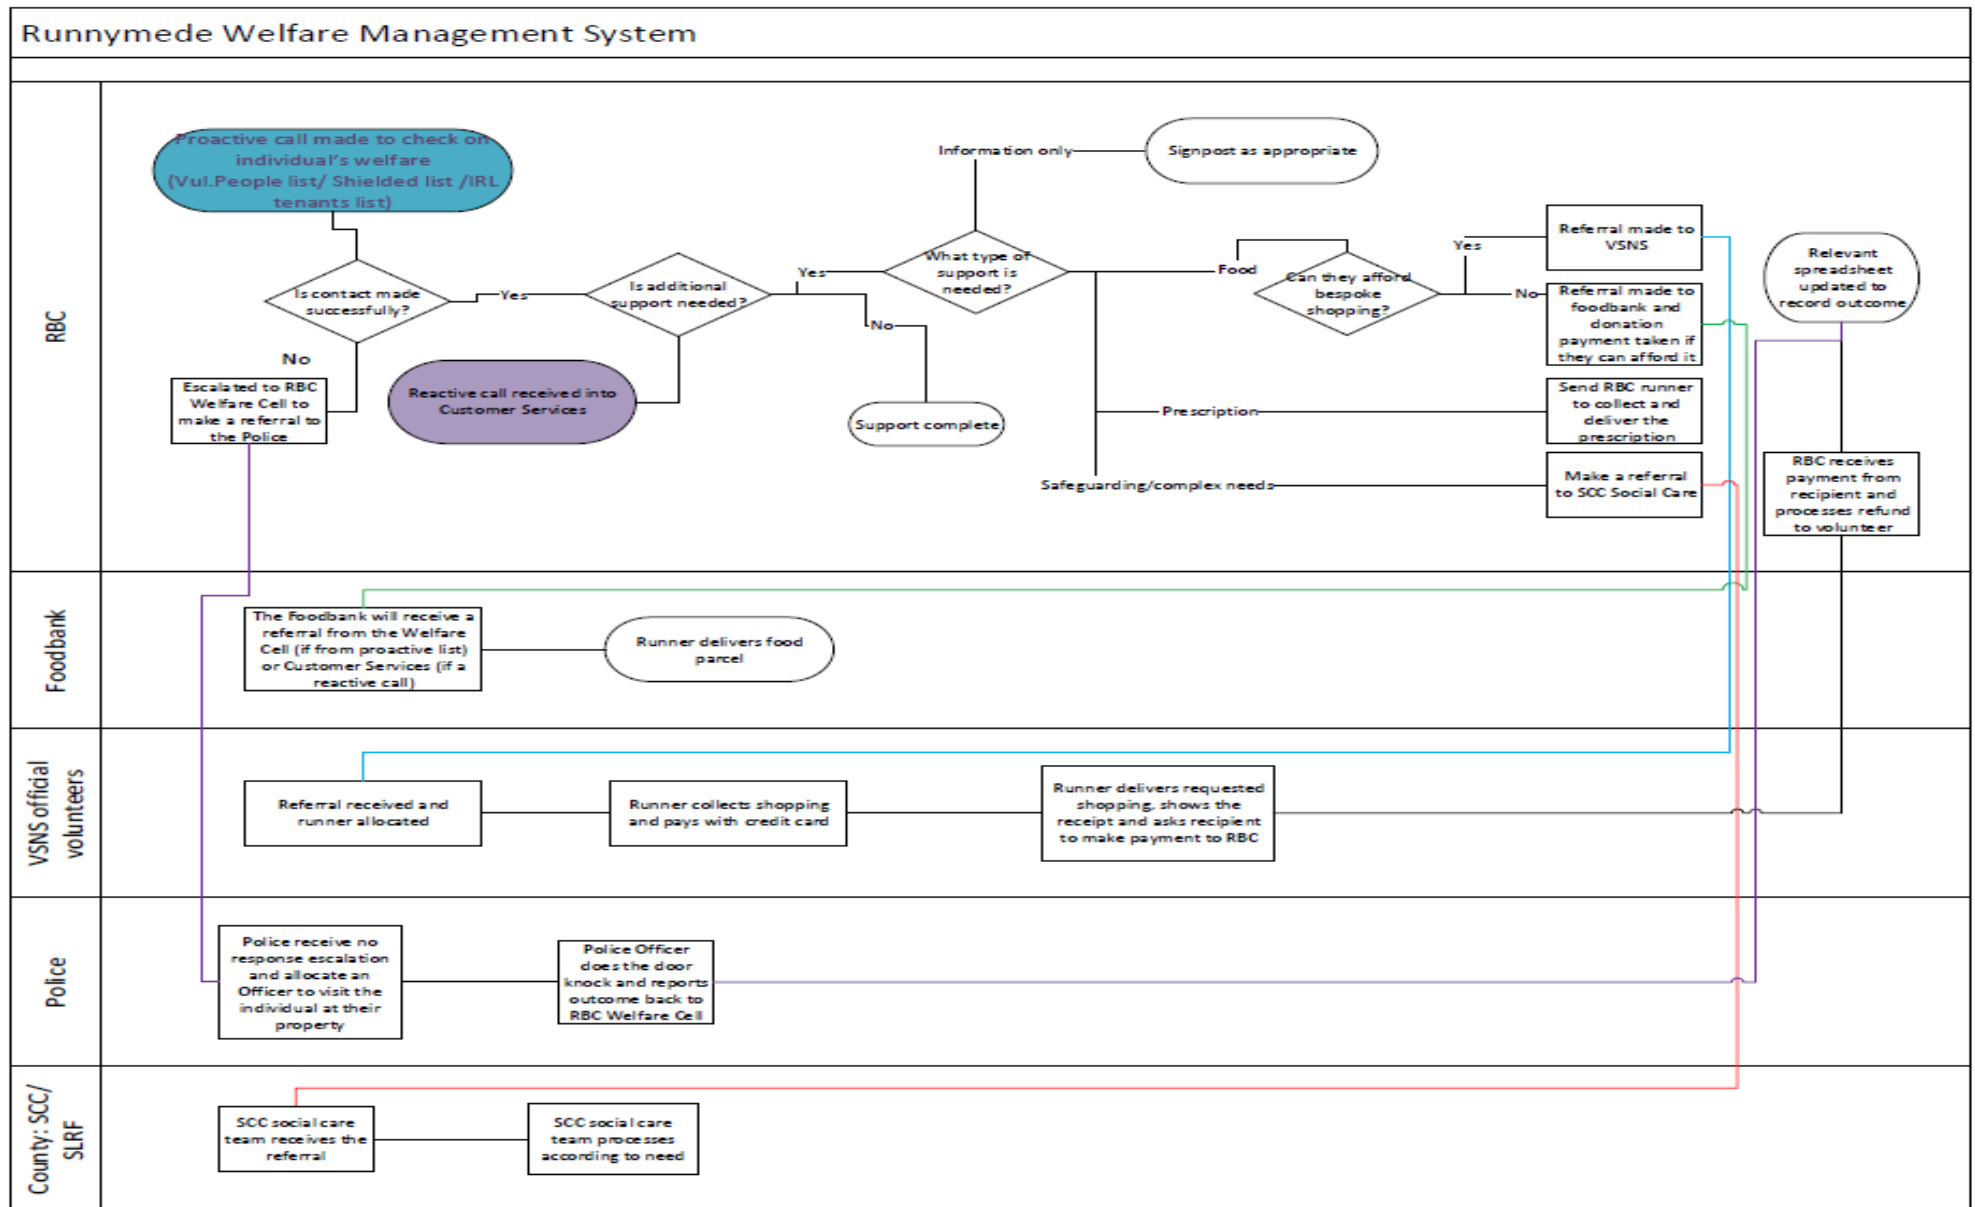 Runnymede Welfare Management System
RBC
Proactive call made to check on
individual's welfare
(Vul.People list/ Shielded list /IRL
tenants list)
Is contact made
successfully?
Yes
No
Escalated to RBC
Welfare Cell to
make a referral to
the Police
Is additional
support needed?
Reactive call received into
Customer Services
Yes
No
Support complete
What type of
support is
needed?
Information only
Signpost as appropriate
Food
Can they afford
bespoke
shopping?
Yes
Referral made to
VSNS
No
Referral made to
foodbank and
donation
payment taken if
they can afford it
Prescription
Send RBC runner
to collect and
deliver the
prescription
Safeguarding/complex needs
Make a referral
to SCC Social Care
Relevant
spreadsheet
updated to
record outcome
RBC receives
payment from
recipient and
processes refund
to volunteer
Foodbank
The Foodbank will receive a
referral from the Welfare
Cell (if from proactive list)
or Customer Services (if a
reactive call)
Runner delivers food
parcel
VSNS official
volunteers
Referral received and
runner allocated
Runner collects shopping
and pays with credit card
Runner delivers requested
shopping, shows the
receipt and asks recipient
to make payment to RBC
Police
Police receive no
response escalation
and allocate an
Officer to visit the
individual at their
property
Police Officer
does the door
knock and reports
outcome back to
RBC Welfare Cell
County: SCC/
SLRF
SCC social care
team receives the
referral
SCC social care
team processes
according to need